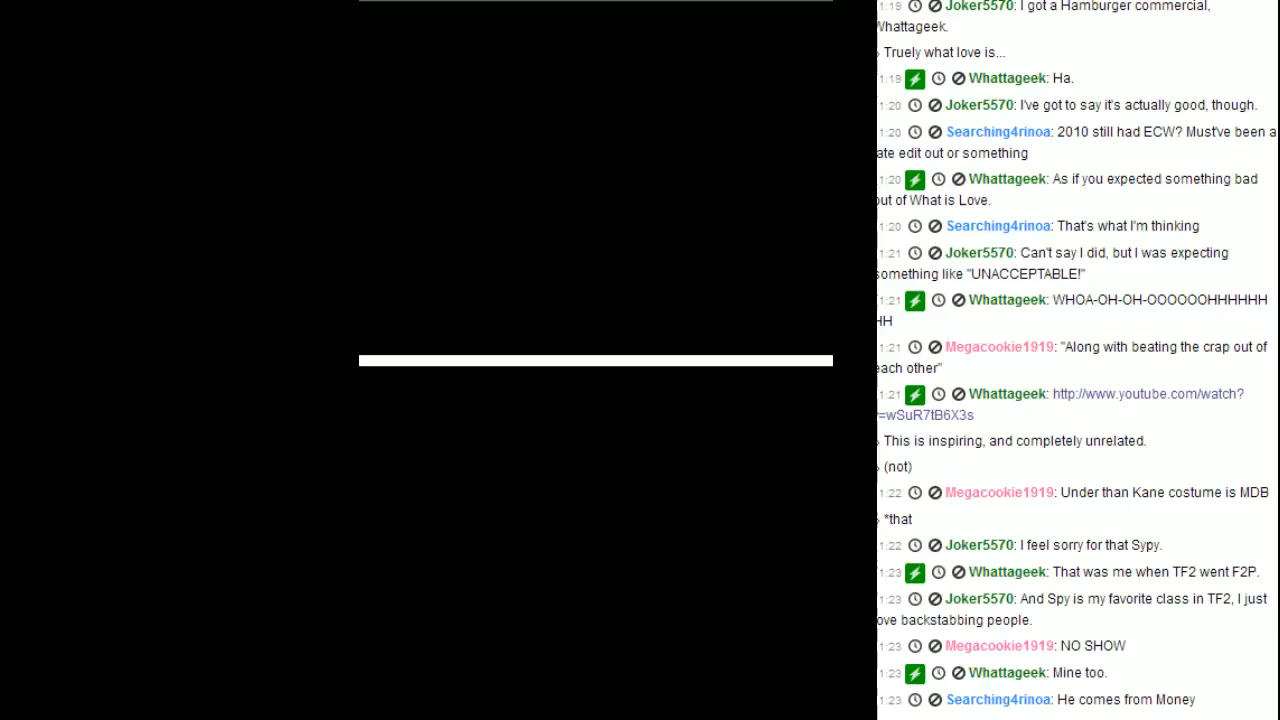 1:19 Joker5570: I got a Hamburger commercial,
Whattageek.
Truely what love is...
1:19 Whattageek: Ha.
1:20 Joker5570: I've got to say it's actually good, though.
1:20 Searching4rinoa: 2010 still had ECW? Must've been a
ate edit out or something
1:20 Whattageek: As if you expected something bad
out of What is Love.
1:20 Searching4rinoa: That's what I'm thinking
1:21 Joker5570: Can't say I did, but I was expecting
something like "UNACCEPTABLE!"
1:21 Whattageek: WHOA-OH-OH-OOOOOOHHHHHH
HH
1:21 Megacookie1919: "Along with beating the crap out of
each other"
1:21 Whattageek: http://www.youtube.com/watch?
=wSuR7tB6X3s
This is inspiring, and completely unrelated.
(not)
1:22 Megacookie1919: Under than Kane costume is MDB
*that
1:22 Joker5570: I feel sorry for that Sypy.
1:23 Whattageek: That was me when TF2 went F2P.
1:23 Joker5570: And Spy is my favorite class in TF2, I just
ove backstabbing people.
1:23 Megacookie1919: NO SHOW
1:23 Whattageek: Mine too.
1:23 Searching4rinoa: He comes from Money